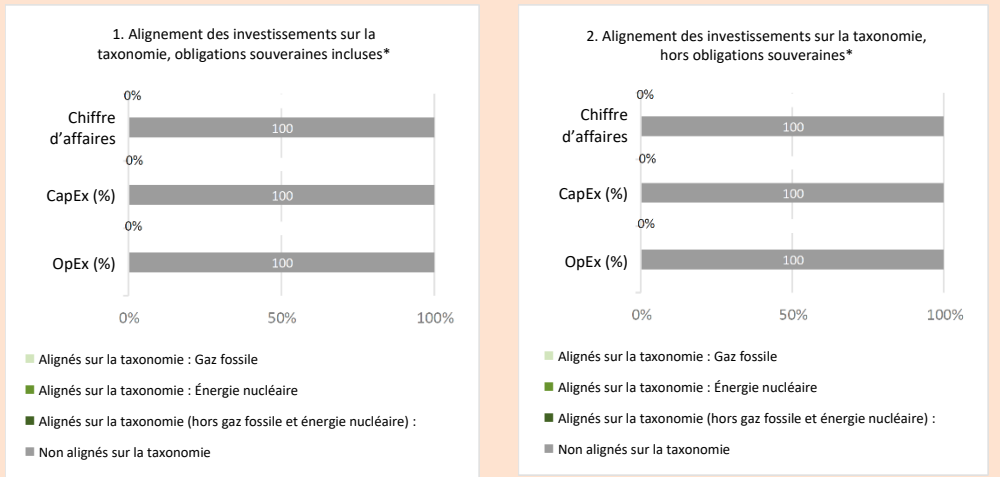 1. Alignement des investissements sur la
taxonomie, obligations souveraines incluses*
0%
Chiffre
d’affaires
100
0%
CapEx (%)
100
0%
OpEx (%)
100
0%
50%
100%
Alignés sur la taxonomie : Gaz fossile
Alignés sur la taxonomie : Énergie nucléaire
Alignés sur la taxonomie (hors gaz fossile et énergie nucléaire) :
Non alignés sur la taxonomie
2. Alignement des investissements sur la taxonomie,
hors obligations souveraines*
0%
Chiffre
d’affaires
100
0%
CapEx (%)
100
0%
OpEx (%)
100
0%
50%
100%
Alignés sur la taxonomie : Gaz fossile
Alignés sur la taxonomie : Énergie nucléaire
Alignés sur la taxonomie (hors gaz fossile et énergie nucléaire) :
Non alignés sur la taxonomie